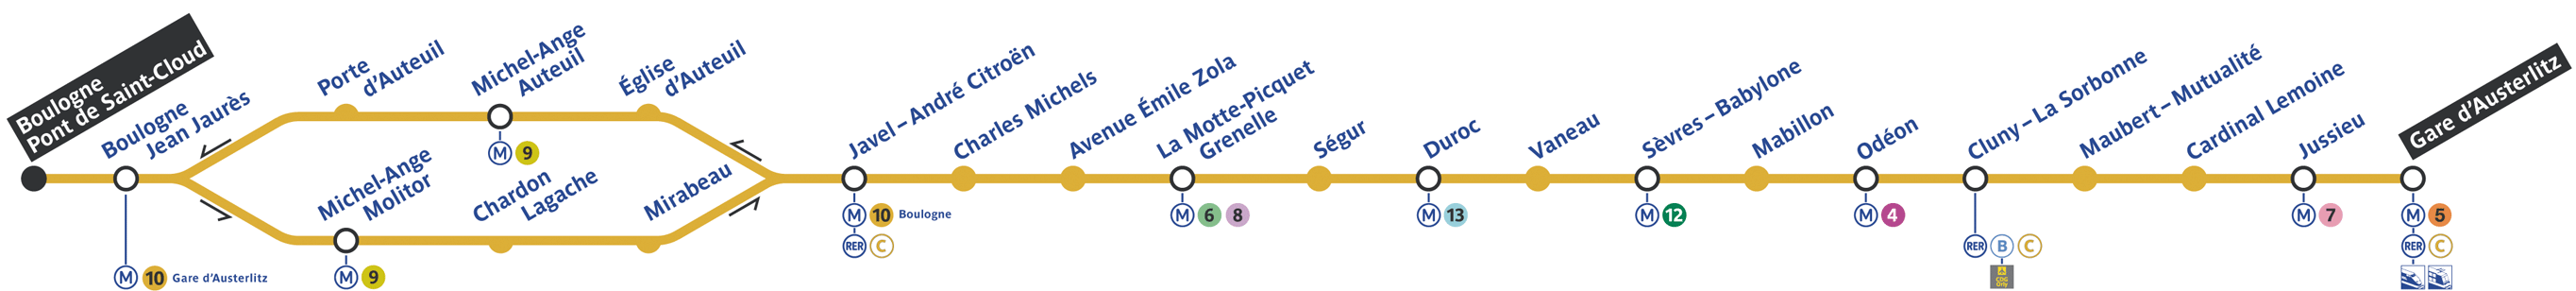 Boulogne
Pont de Saint-Cloud
Boulogne
Jean Jaurès
M 10 Gare d'Austerlitz
Porte
d'Auteuil
Michel-Ange
Auteuil
M 9
Église
d'Auteuil
Michel-Ange
Molitor
M 9
Chardon
Lagache
Mirabeau
Javel – André Citroën
M 10 Boulogne
RER C
Charles Michels
Avenue Émile Zola
La Motte-Picquet
Grenelle
M 6 8
Ségur
Duroc
M 13
Vaneau
Sèvres – Babylone
M 12
Mabillon
Odéon
M 4
Cluny – La Sorbonne
RER B C
CDG
Orly
Maubert – Mutualité
Cardinal Lemoine
Jussieu
M 7
Gare d'Austerlitz
M 5
RER C